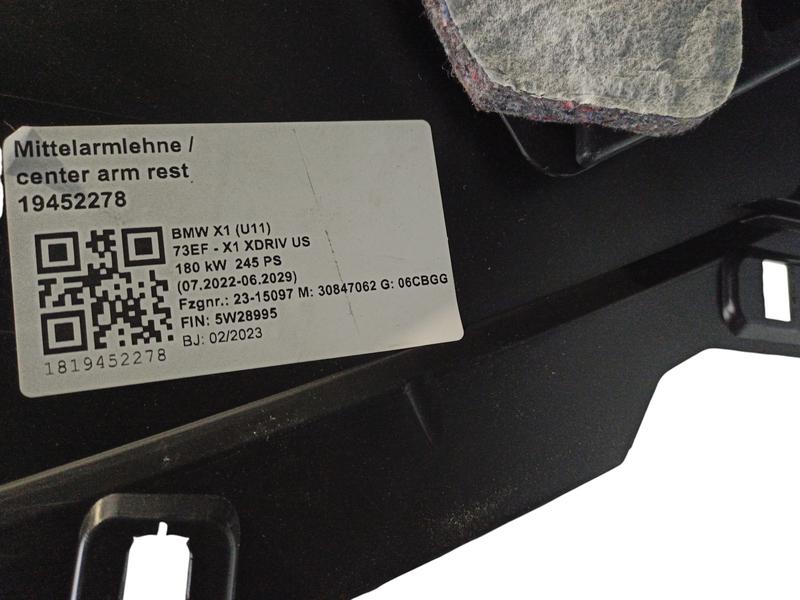 Mittelarmlehne /
center arm rest
19452278
BMW X1 (U11)
73EF - X1 XDRIV US
180 kW 245 PS
(07.2022-06.2029)
Fzgnr.: 23-15097 M: 30847062 G: 06CBGG
FIN: 5W28995
BJ: 02/2023
1819452278